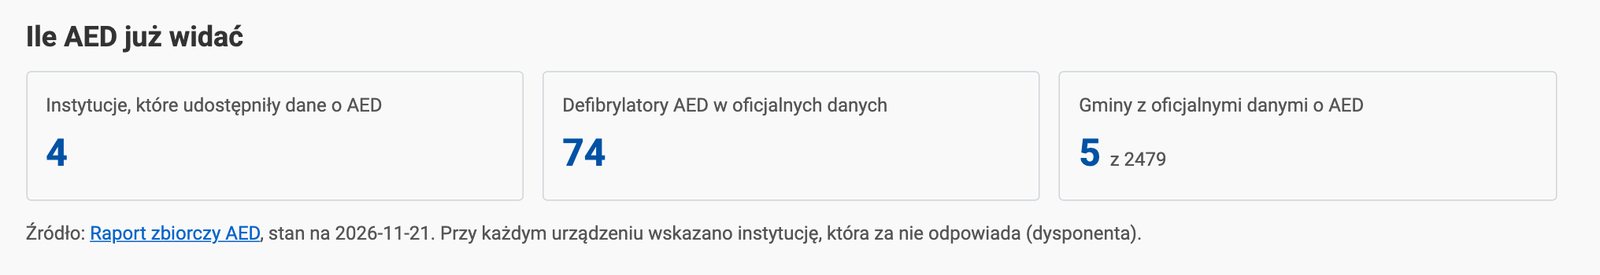 Ile AED już widać
Instytucje, które udostępniły dane o AED
4
Defibrylatory AED w oficjalnych danych
74
Gminy z oficjalnymi danymi o AED
5 z 2479
Źródło: Raport zbiorczy AED, stan na 2026-11-21. Przy każdym urządzeniu wskazano instytucję, która za nie odpowiada (dysponenta).